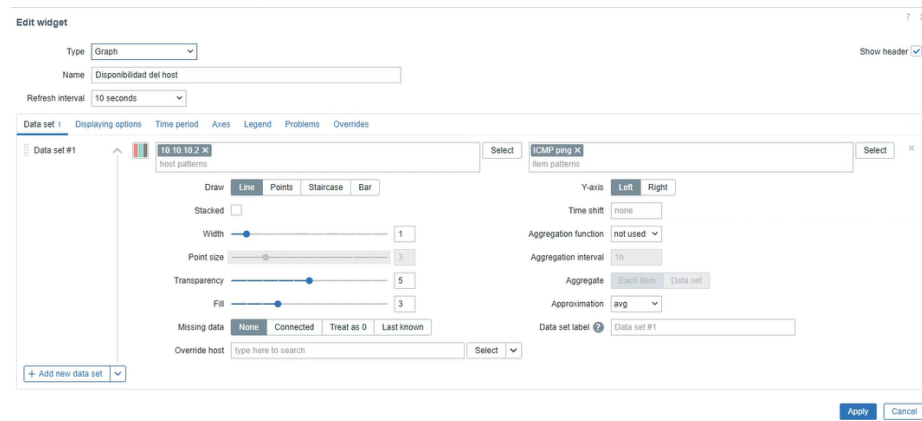 Edit widget ?
Type Graph Show header
Name Disponibilidad del host
Refresh interval 10 seconds
Data set 1 Displaying options Time period Axes Legend Problems Overrides
Data set #1 10.10.10.2 × Select ICMP ping × Select ×
host patterns item patterns
Draw Line Points Staircase Bar Y-axis Left Right
Stacked Time shift none
Width 1 Aggregation function not used
Point size 3 Aggregation interval 1h
Transparency 5 Aggregate Each item Data set
Fill 3 Approximation avg
Missing data None Connected Treat as 0 Last known Data set label ? Data set #1
Override host type here to search Select
+ Add new data set
Apply Cancel